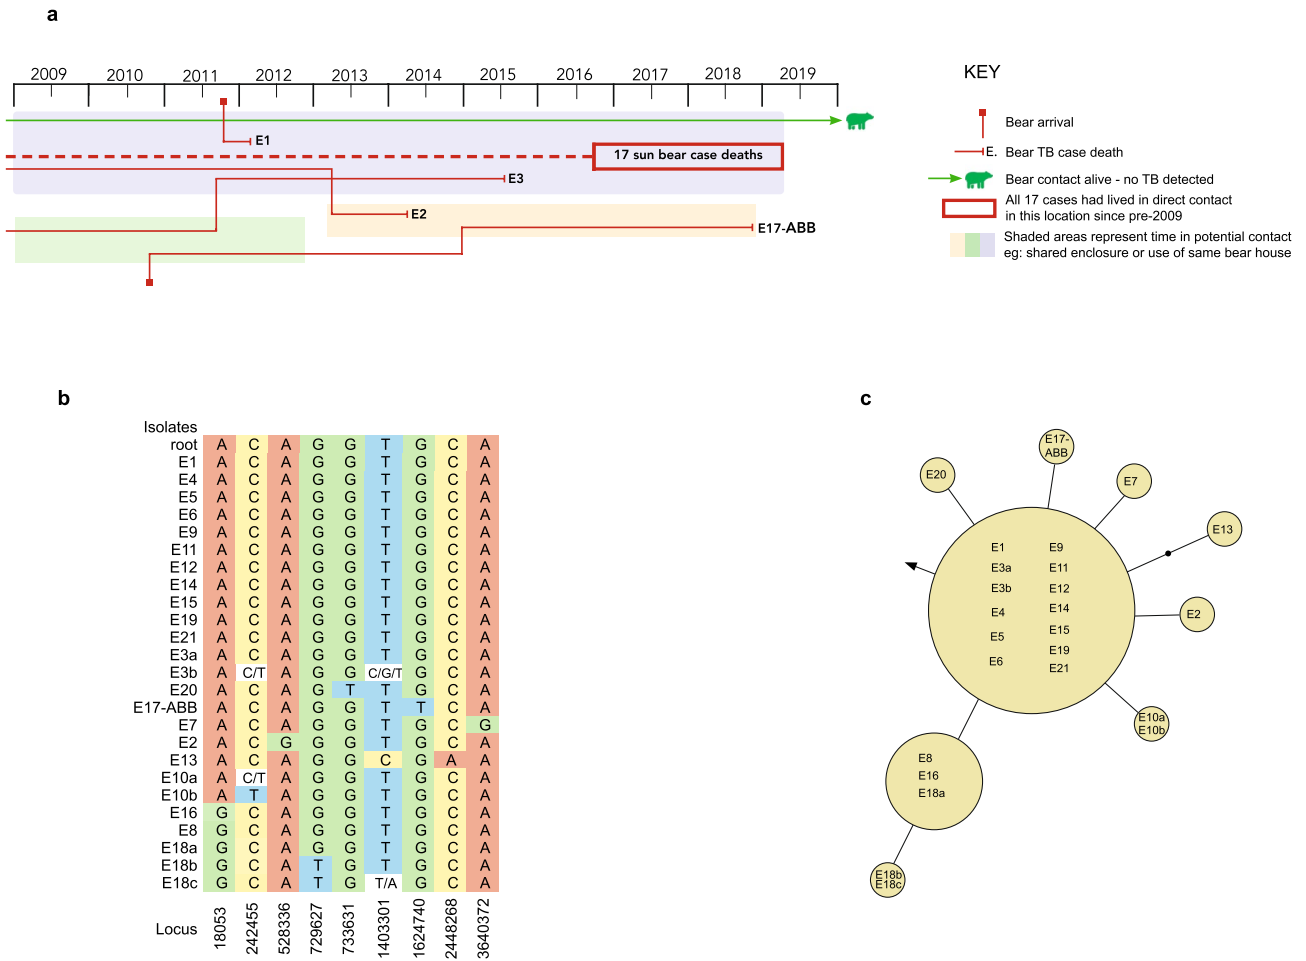 a
2009 2010 2011 2012 2013 2014 2015 2016 2017 2018 2019
E1
17 sun bear case deaths
E3
E2
E17-ABB
KEY
Bear arrival
E. Bear TB case death
Bear contact alive - no TB detected
All 17 cases had lived in direct contact
in this location since pre-2009
Shaded areas represent time in potential contact
eg: shared enclosure or use of same bear house
b
Isolates
root A C A G G T G C A
E1 A C A G G T G C A
E4 A C A G G T G C A
E5 A C A G G T G C A
E6 A C A G G T G C A
E9 A C A G G T G C A
E11 A C A G G T G C A
E12 A C A G G T G C A
E14 A C A G G T G C A
E15 A C A G G T G C A
E19 A C A G G T G C A
E21 A C A G G T G C A
E3a A C A G G T G C A
E3b A C/T A G G C/G/T G C A
E20 A C A G T T G C A
E17-ABB A C A G G T T C A
E7 A C A G G T G C G
E2 A C G G G T G C A
E13 A C A G G C G A A
E10a A C/T A G G T G C A
E10b A T A G G T G C A
E16 G C A G G T G C A
E8 G C A G G T G C A
E18a G C A G G T G C A
E18b G C A T G T G C A
E18c G C A T G T/A G C A
Locus 18053 242455 528336 729627 733631 1403301 1624740 2448268 3640372
c
E17-
ABB
E20
E7
E13
E1 E9
E3a E11
E3b E12
E4 E14
E5 E15
E6 E19
E21
E2
E10a
E10b
E8
E16
E18a
E18b
E18c